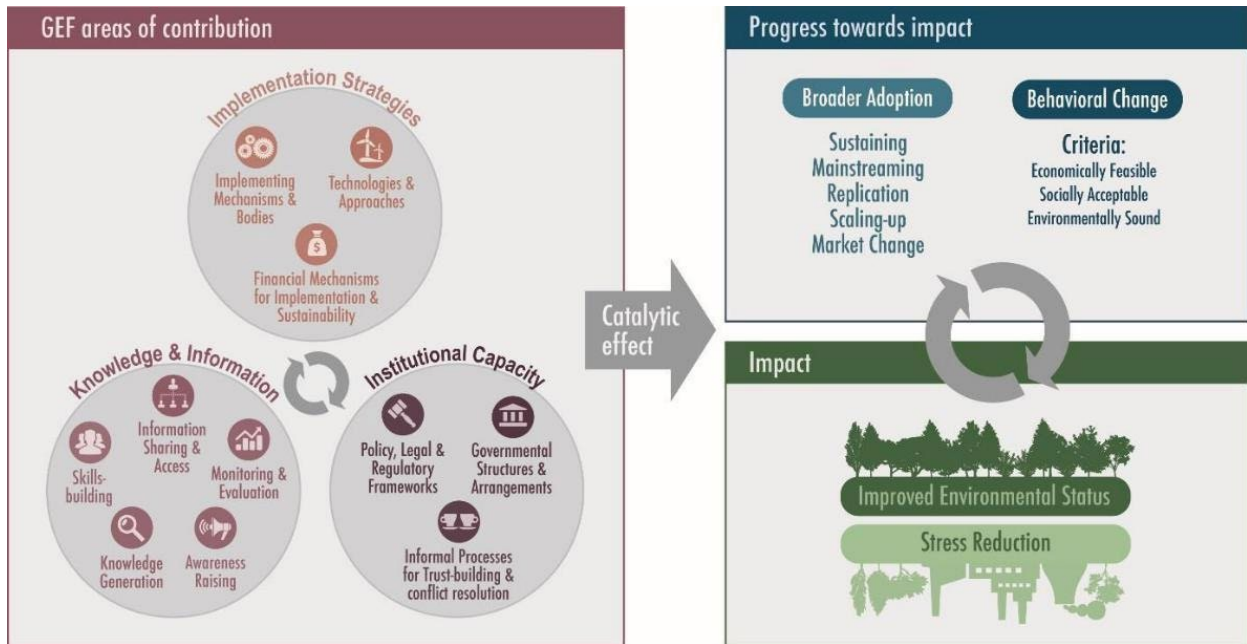 GEF areas of contribution
Implementation Strategies
Implementing
Mechanisms &
Bodies
Technologies &
Approaches
$
Financial Mechanisms
for Implementation &
Sustainability
Knowledge & Information
Information
Sharing &
Access
Skills-
building
Monitoring &
Evaluation
Knowledge
Generation
Awareness
Raising
Institutional Capacity
Policy, Legal &
Regulatory
Frameworks
Governmental
Structures &
Arrangements
Informal Processes
for Trust-building &
conflict resolution
Catalytic
effect
Progress towards impact
Broader Adoption
Sustaining
Mainstreaming
Replication
Scaling-up
Market Change
Behavioral Change
Criteria:
Economically Feasible
Socially Acceptable
Environmentally Sound
Impact
Improved Environmental Status
Stress Reduction